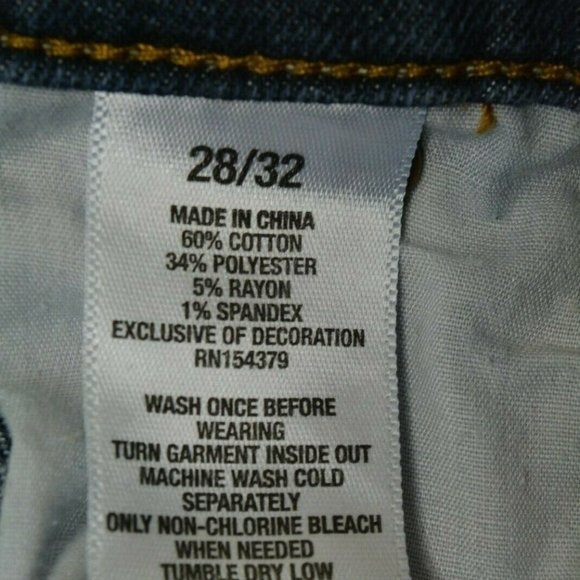 28/32
MADE IN CHINA
60% COTTON
34% POLYESTER
5% RAYON
1% SPANDEX
EXCLUSIVE OF DECORATION
RN154379
WASH ONCE BEFORE
WEARING
TURN GARMENT INSIDE OUT
MACHINE WASH COLD
SEPARATELY
ONLY NON-CHLORINE BLEACH
WHEN NEEDED
TUMBLE DRY LOW